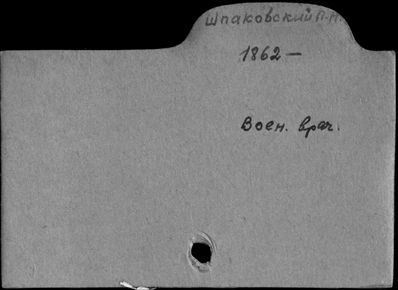 Шпаковский П.М.
1862 —
Воен. врач.